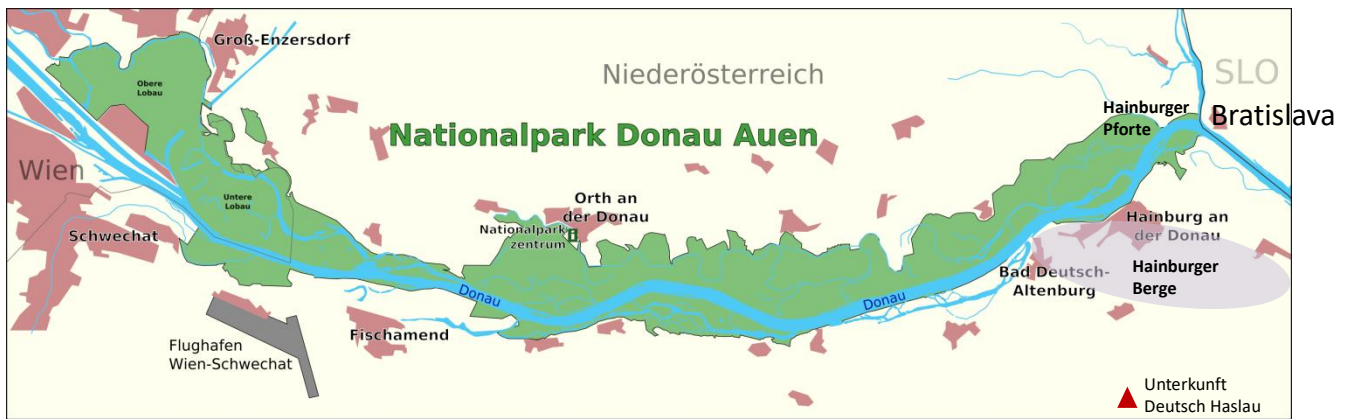 Groß-Enzersdorf
Obere
Lobau
Niederösterreich
SLO
Hainburger
Pforte
Bratislava
Nationalpark Donau Auen
Wien
Untere
Lobau
Orth an
der Donau
Nationalpark
zentrum
i
Schwechat
Hainburg an
der Donau
Bad Deutsch-
Altenburg
Hainburger
Berge
Donau
Donau
Fischamend
Flughafen
Wien-Schwechat
Unterkunft
Deutsch Haslau